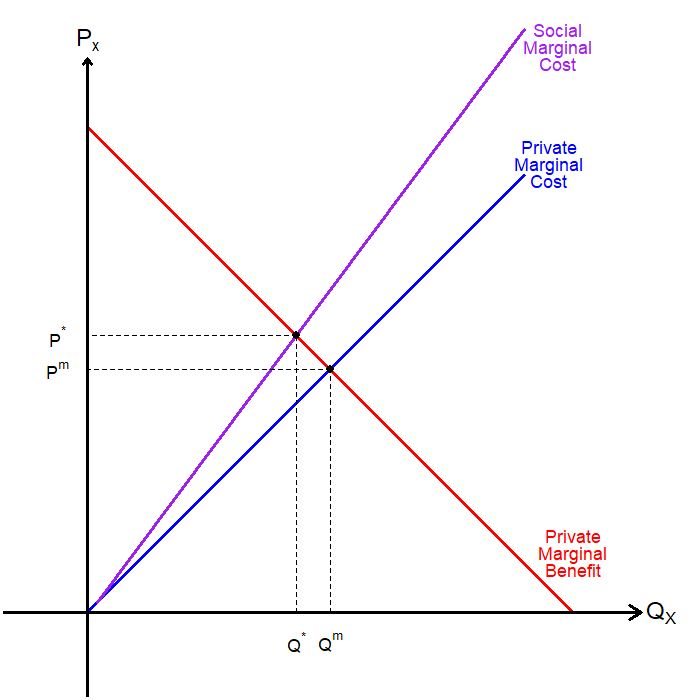 Px
Social
Marginal
Cost
Private
Marginal
Cost
P*
Pm
Private
Marginal
Benefit
QX
Q* Qm